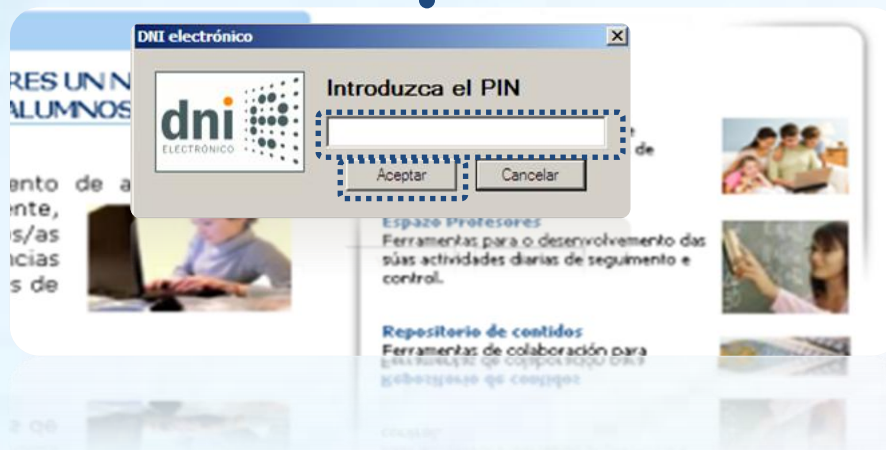 DNI electrónico
Introduzca el PIN
dni
ELECTRÓNICO
Aceptar
Cancelar
RES UN N
ALUMNOS
ento de a
ente,
s/as
ncias
s de
de
Espazo Profesores
Ferramentas para o desenvolvemento das
súas actividades diarias de seguimento e
control.
Repositorio de contidos
Ferramentas de colaboración para